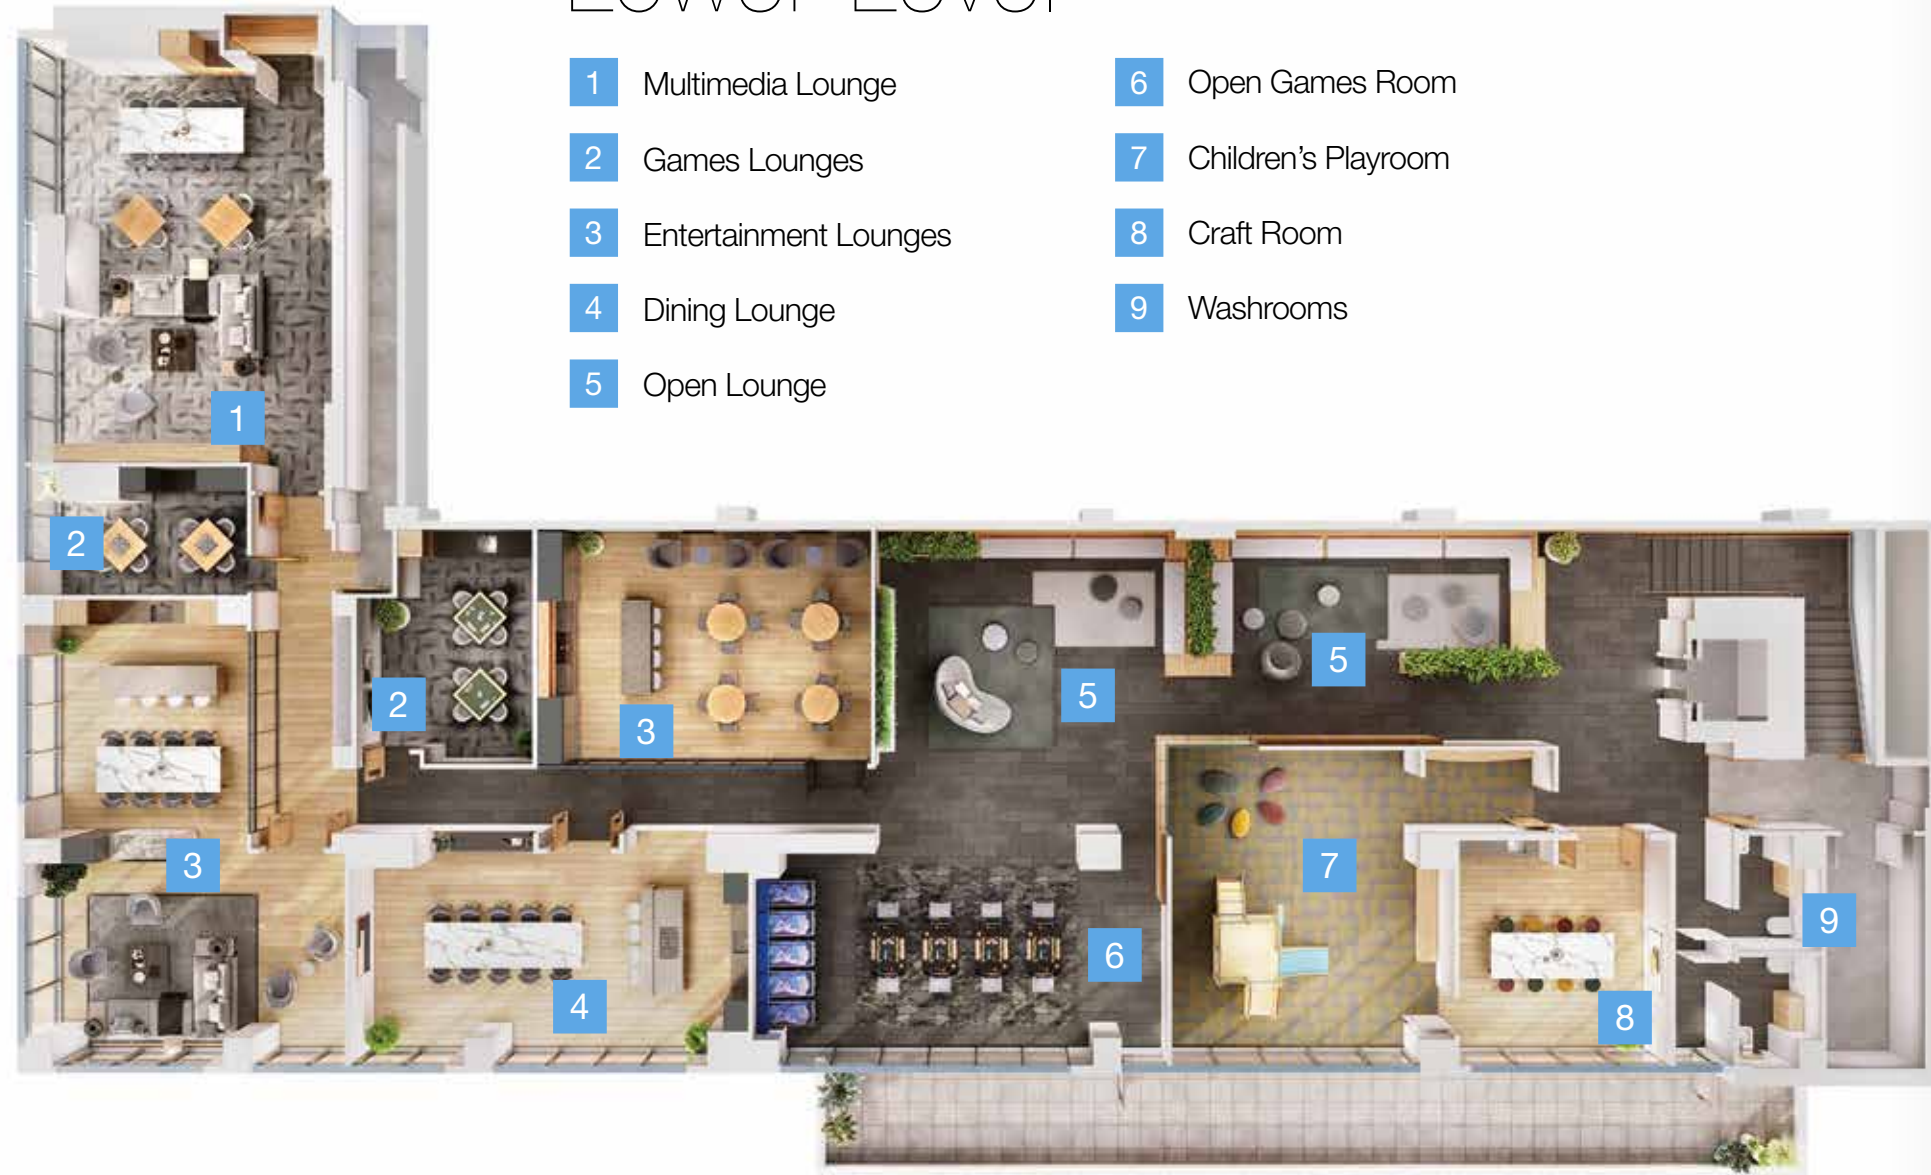 Lower Level
1 Multimedia Lounge
2 Games Lounges
3 Entertainment Lounges
4 Dining Lounge
5 Open Lounge
6 Open Games Room
7 Children's Playroom
8 Craft Room
9 Washrooms
1
2
2
3
5
5
3
7
9
6
4
8